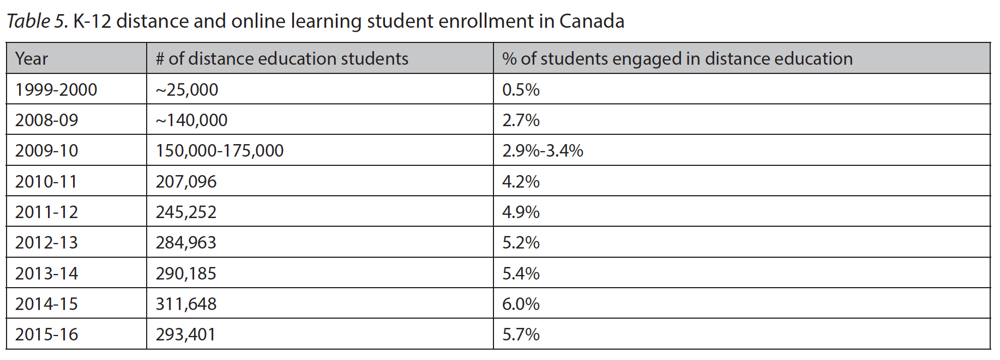 Table 5. K-12 distance and online learning student enrollment in Canada
Year # of distance education students % of students engaged in distance education
1999-2000 ~25,000 0.5%
2008-09 ~140,000 2.7%
2009-10 150,000-175,000 2.9%-3.4%
2010-11 207,096 4.2%
2011-12 245,252 4.9%
2012-13 284,963 5.2%
2013-14 290,185 5.4%
2014-15 311,648 6.0%
2015-16 293,401 5.7%